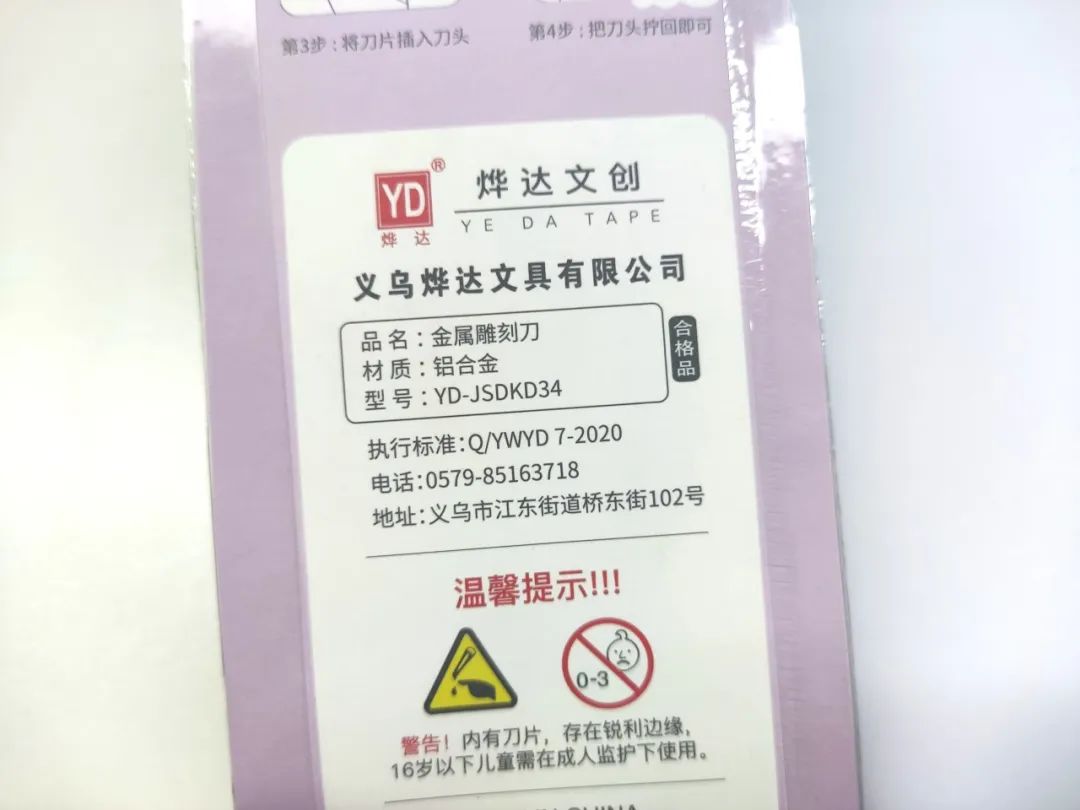 第3步：将刀片插入刀头
第4步：把刀头拧回即可
YD®
烨达
烨达文创
YE DA TAPE
义乌烨达文具有限公司
品名：金属雕刻刀
材质：铝合金
型号：YD-JSDKD34
合格品
执行标准：Q/YWYD 7-2020
电话：0579-85163718
地址：义乌市江东街道桥东街102号
温馨提示!!!
0-3
警告！内有刀片，存在锐利边缘，
16岁以下儿童需在成人监护下使用。
CHINA